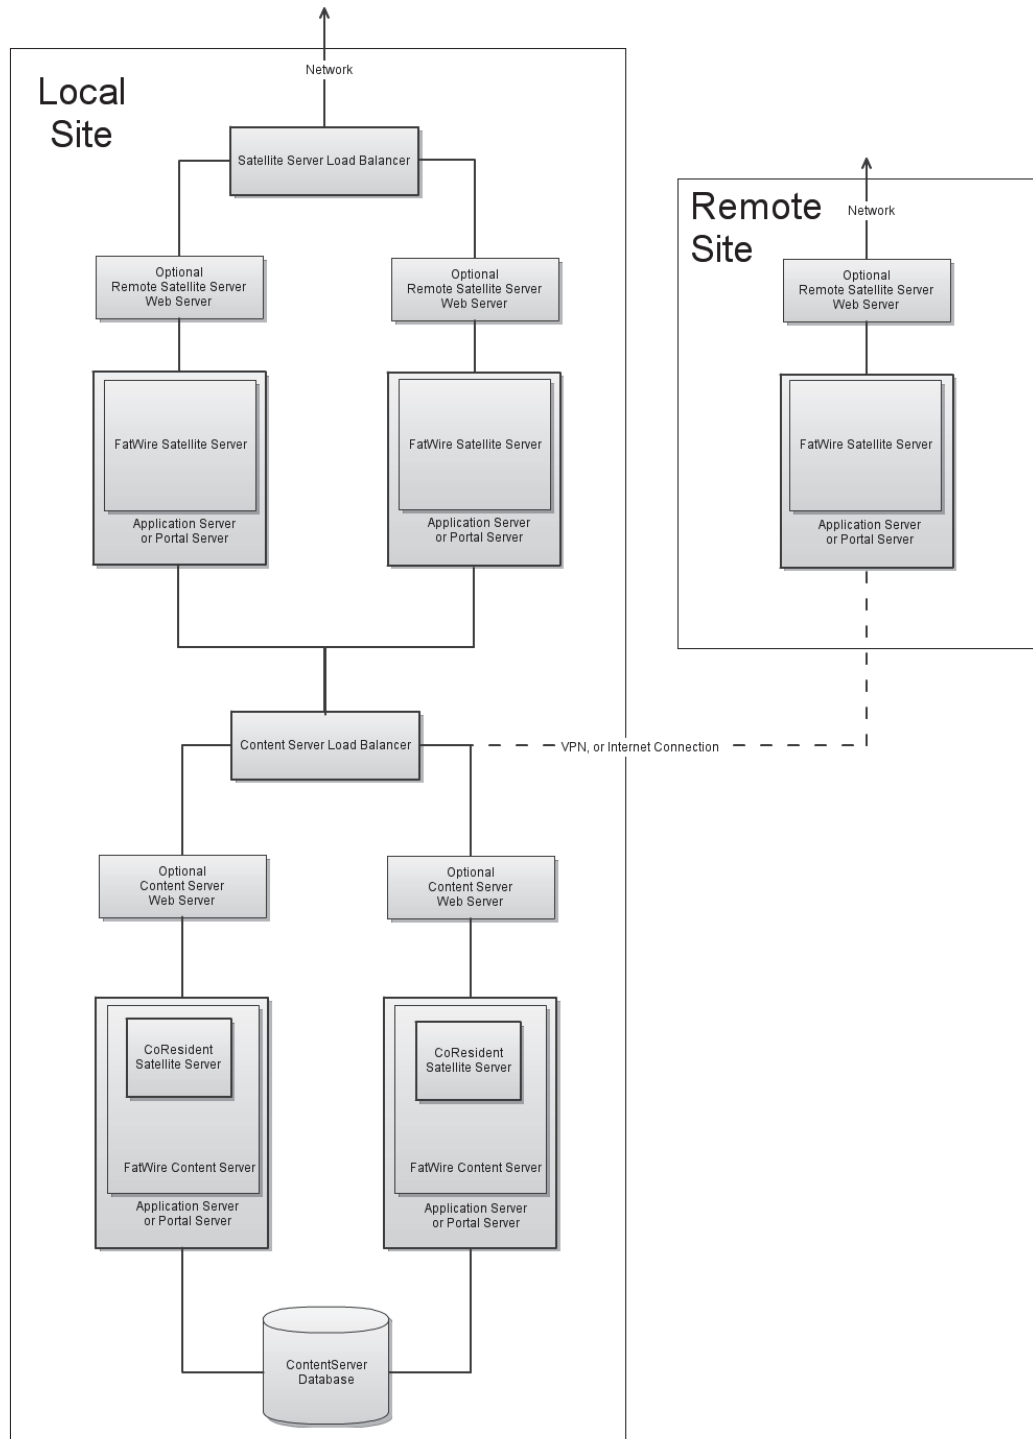 Network
Local
Site
Satellite Server Load Balancer
Optional
Remote Satellite Server
Web Server
Optional
Remote Satellite Server
Web Server
FatWire Satellite Server
Application Server
or Portal Server
FatWire Satellite Server
Application Server
or Portal Server
Remote
Site
Network
Optional
Remote Satellite Server
Web Server
FatWire Satellite Server
Application Server
or Portal Server
Content Server Load Balancer
VPN, or Internet Connection
Optional
Content Server
Web Server
Optional
Content Server
Web Server
CoResident
Satellite Server
FatWire Content Server
Application Server
or Portal Server
CoResident
Satellite Server
FatWire Content Server
Application Server
or Portal Server
ContentServer
Database